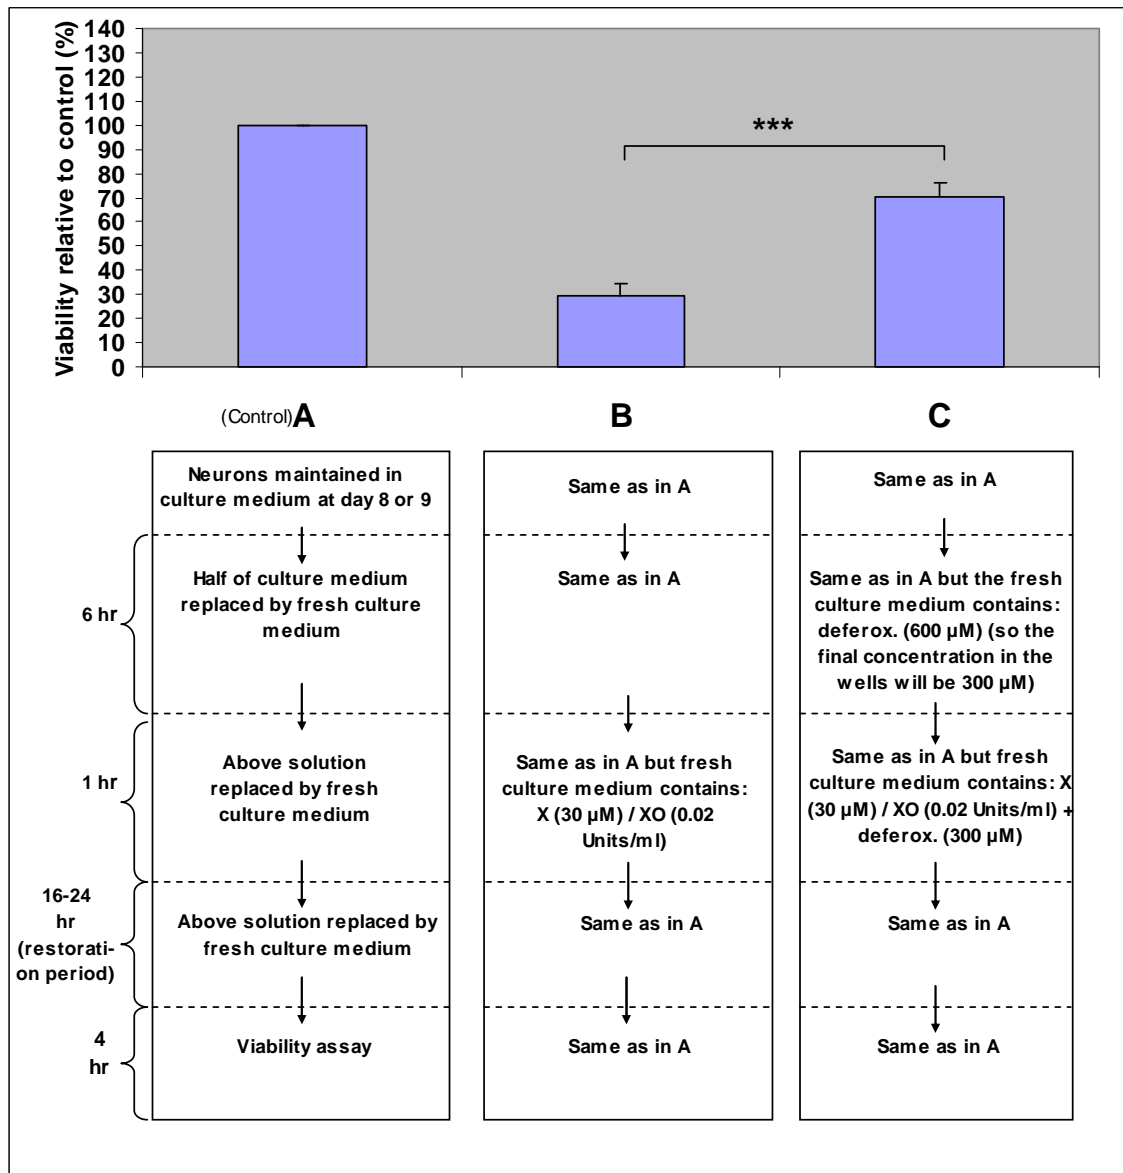 Viability relative to control (%)
140
130
120
110
100
90
80
70
60
50
40
30
20
10
0
***
(Control) A
B
C
Neurons maintained in
culture medium at day 8 or 9
Same as in A
Same as in A
6 hr
Half of culture medium
replaced by fresh culture
medium
Same as in A
Same as in A but the fresh
culture medium contains:
deferox. (600 µM) (so the
final concentration in the
wells will be 300 µM)
1 hr
Above solution
replaced by fresh
culture medium
Same as in A but fresh
culture medium contains:
X (30 µM) / XO (0.02
Units/ml)
Same as in A but fresh
culture medium contains: X
(30 µM) / XO (0.02 Units/ml) +
deferox. (300 µM)
16-24
hr
(restorati-
on period)
Above solution replaced by
fresh culture medium
Same as in A
Same as in A
4
hr
Viability assay
Same as in A
Same as in A